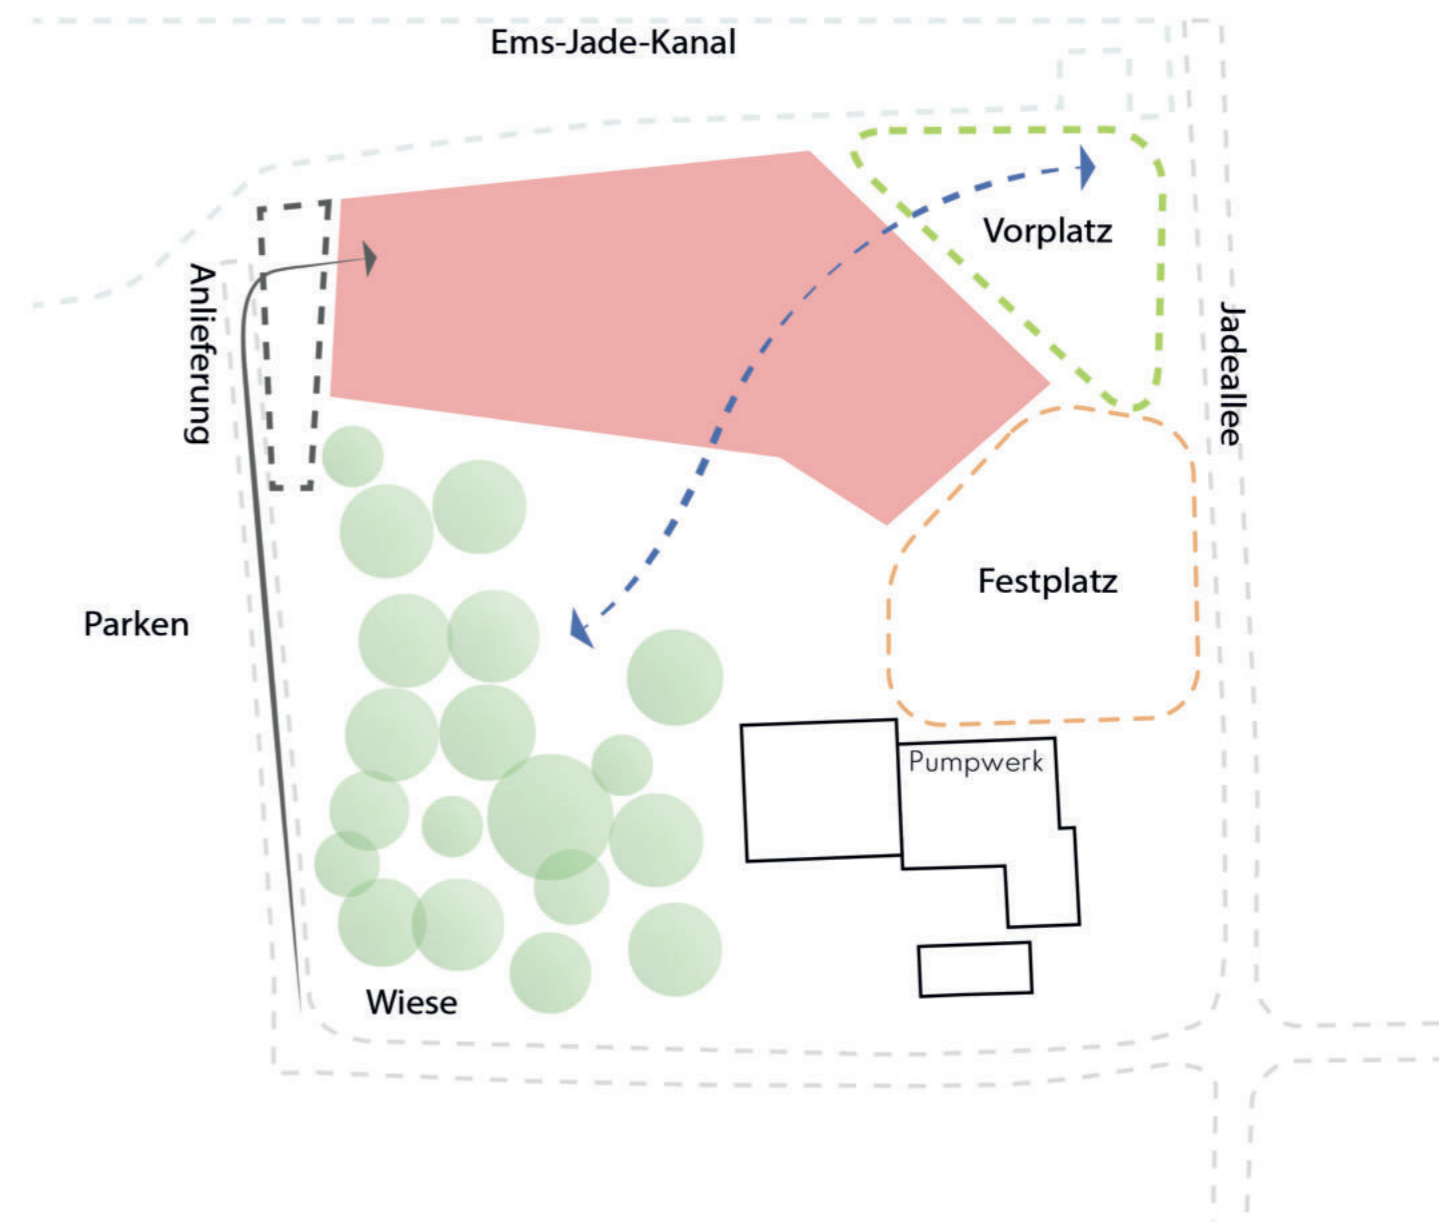 Ems-Jade-Kanal
Vorplatz
Anlieferung
Jadeallee
Festplatz
Parken
Pumpwerk
Wiese